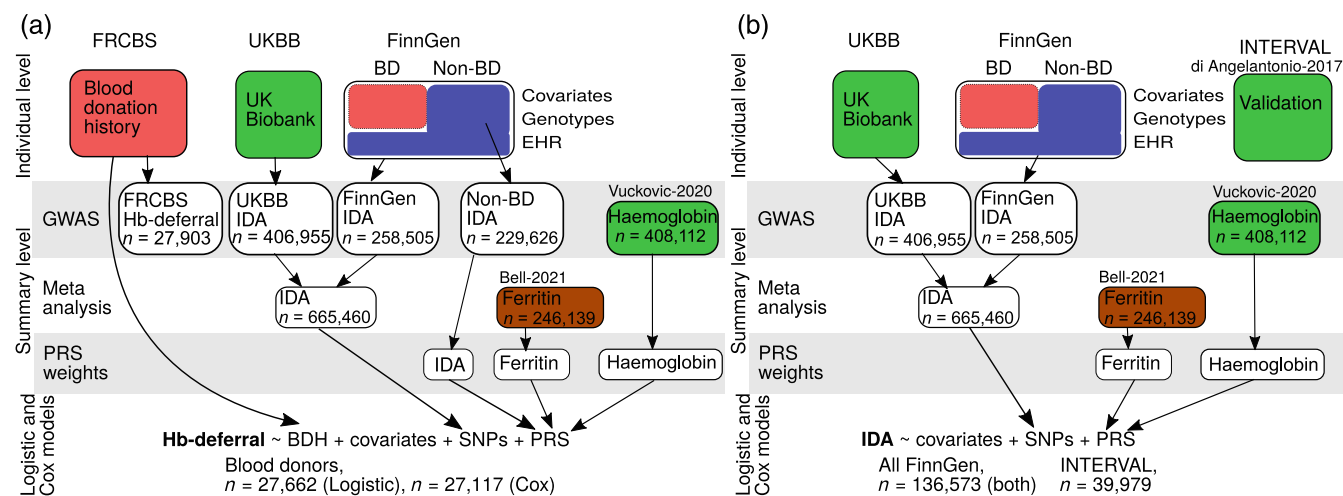 (a)
FRCBS
UKBB
FinnGen
BD
Non-BD
Individual level
Blood
donation
history
UK
Biobank
Covariates
Genotypes
EHR
Summary level
GWAS
FRCBS
Hb-deferral
n = 27,903
UKBB
IDA
n = 406,955
FinnGen
IDA
n = 258,505
Non-BD
IDA
n = 229,626
Vuckovic-2020
Haemoglobin
n = 408,112
Meta
analysis
IDA
n = 665,460
Bell-2021
Ferritin
n = 246,139
PRS
weights
IDA
Ferritin
Haemoglobin
Logistic and
Cox models
Hb-deferral ~ BDH + covariates + SNPs + PRS
Blood donors,
n = 27,662 (Logistic), n = 27,117 (Cox)
(b)
UKBB
FinnGen
BD
Non-BD
INTERVAL
di Angelantonio-2017
Individual level
UK
Biobank
Covariates
Genotypes
EHR
Validation
Summary level
GWAS
UKBB
IDA
n = 406,955
FinnGen
IDA
n = 258,505
Vuckovic-2020
Haemoglobin
n = 408,112
Meta
analysis
IDA
n = 665,460
Bell-2021
Ferritin
n = 246,139
PRS
weights
Ferritin
Haemoglobin
Logistic and
Cox models
IDA ~ covariates + SNPs + PRS
All FinnGen,
n = 136,573 (both)
INTERVAL,
n = 39,979